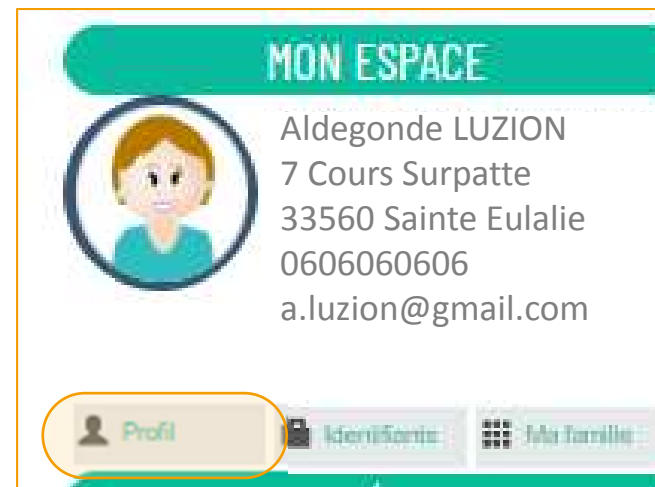 MON ESPACE
Aldegonde LUZION
7 Cours Surpatte
33560 Sainte Eulalie
0606060606
a.luzion@gmail.com
Profil
Identifiants
Ma famille